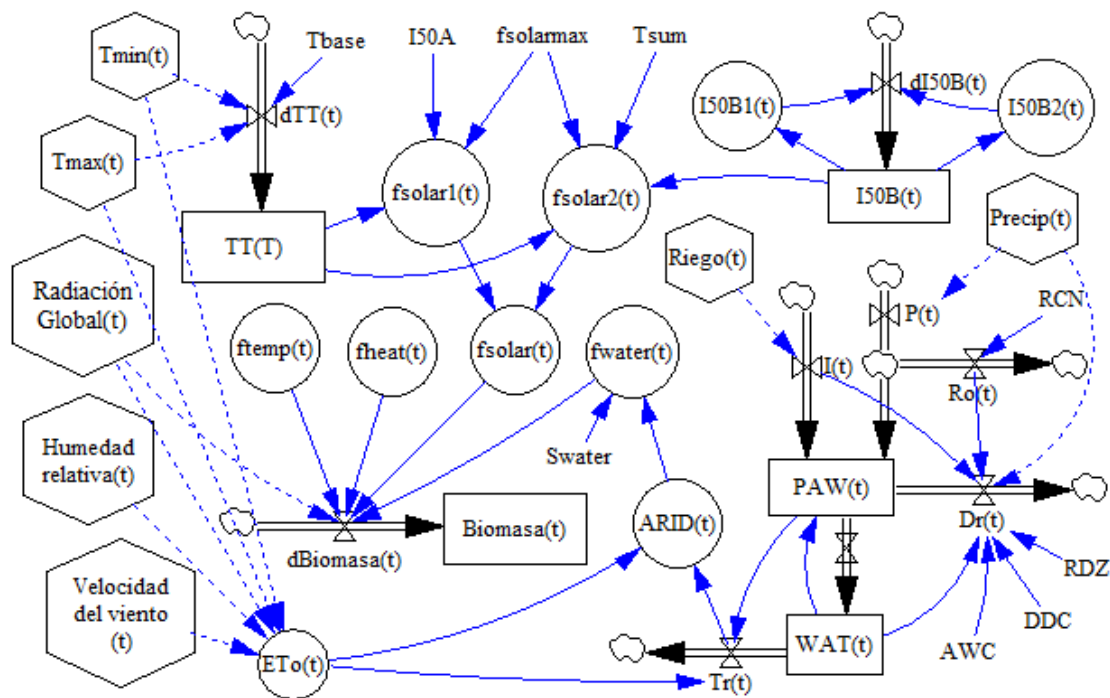 Tmin(t)
Tbase
I50A
fsolarmax
Tsum
dTT(t)
I50B1(t)
dI50B(t)
I50B2(t)
Tmax(t)
fsolar1(t)
fsolar2(t)
I50B(t)
Precip(t)
TT(T)
Riego(t)
Radiación
Global(t)
P(t)
RCN
ftemp(t)
fheat(t)
fsolar(t)
fwater(t)
I(t)
Ro(t)
Humedad
relativa(t)
Swater
PAW(t)
Biomasa(t)
ARID(t)
Dr(t)
dBiomasa(t)
RDZ
Velocidad
del viento
(t)
DDC
WAT(t)
AWC
ETo(t)
Tr(t)